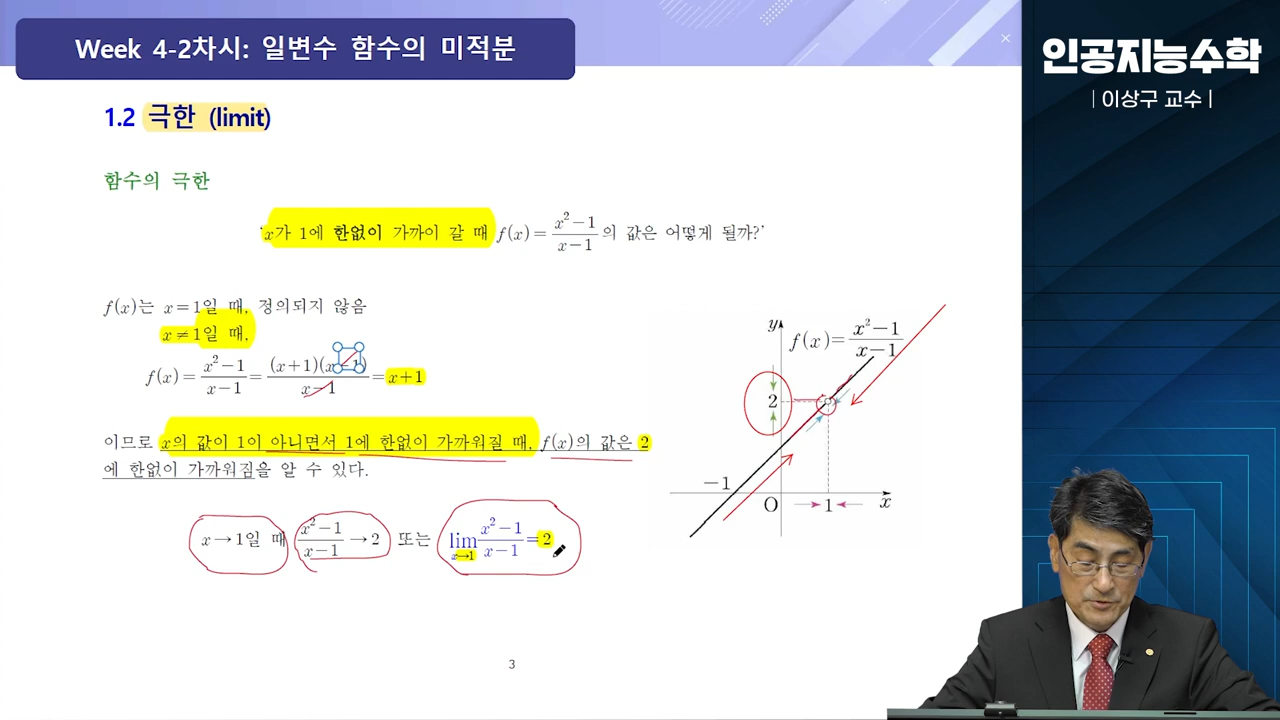 Week 4-2차시: 일변수 함수의 미적분
인공지능수학
| 이상구 교수 |
1.2 극한 (limit)
함수의 극한
'x가 1에 한없이 가까이 갈 때 f(x) = (x²−1)/(x−1) 의 값은 어떻게 될까?'
f(x)는 x=1일 때, 정의되지 않음
x≠1일 때,
f(x) = (x²−1)/(x−1) = (x+1)(x−1)/(x−1) = x+1
이므로 x의 값이 1이 아니면서 1에 한없이 가까워질 때, f(x)의 값은 2
에 한없이 가까워짐을 알 수 있다.
x→1일 때 (x²−1)/(x−1) →2 또는 lim x→1 (x²−1)/(x−1) = 2
y
f(x) = (x²−1)/(x−1)
2
−1
O
1
x
3